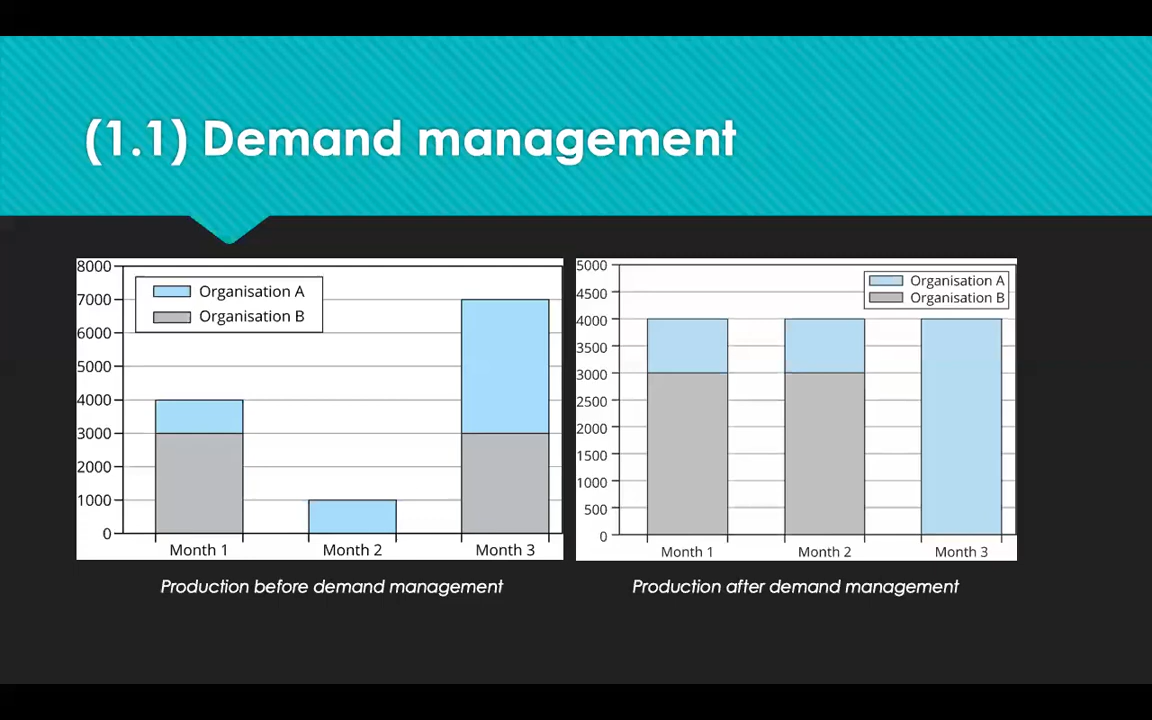 (1.1) Demand management
8000
7000
6000
5000
4000
3000
2000
1000
0
Organisation A
Organisation B
Month 1 Month 2 Month 3
Production before demand management
5000
4500
4000
3500
3000
2500
2000
1500
1000
500
0
Organisation A
Organisation B
Month 1 Month 2 Month 3
Production after demand management